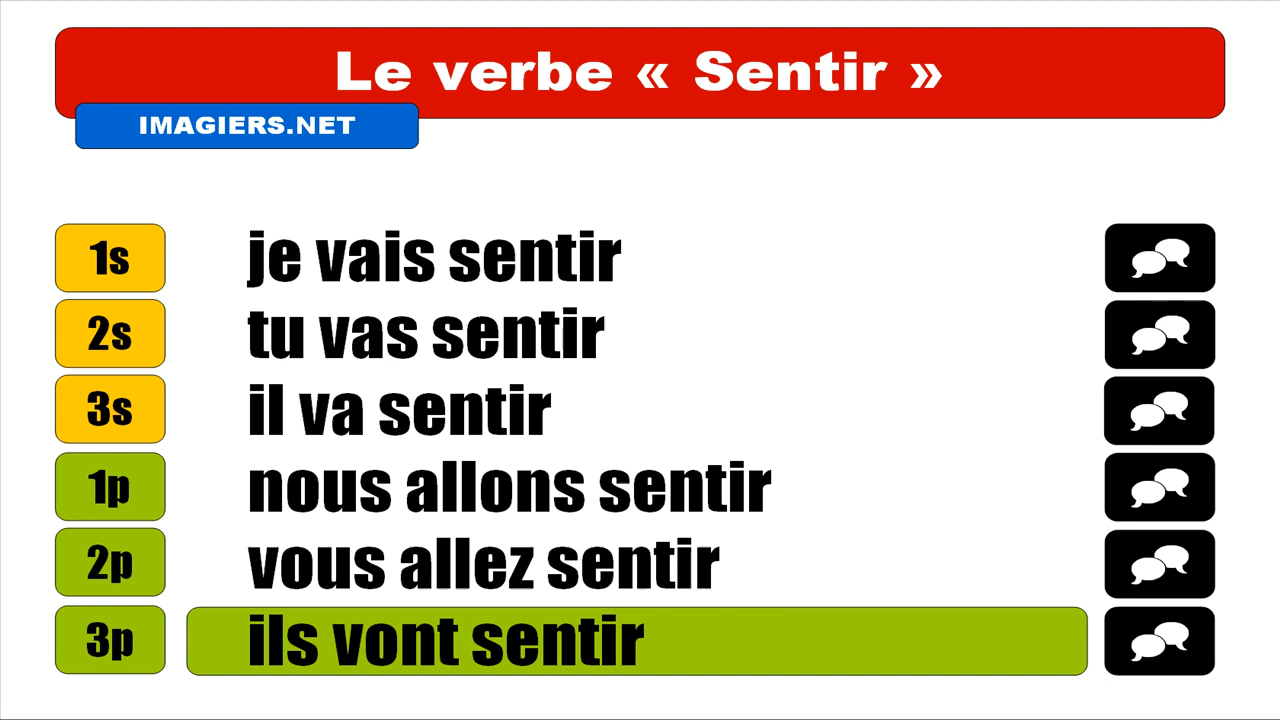 Le verbe « Sentir »
IMAGIERS.NET
1s je vais sentir
2s tu vas sentir
3s il va sentir
1p nous allons sentir
2p vous allez sentir
3p ils vont sentir